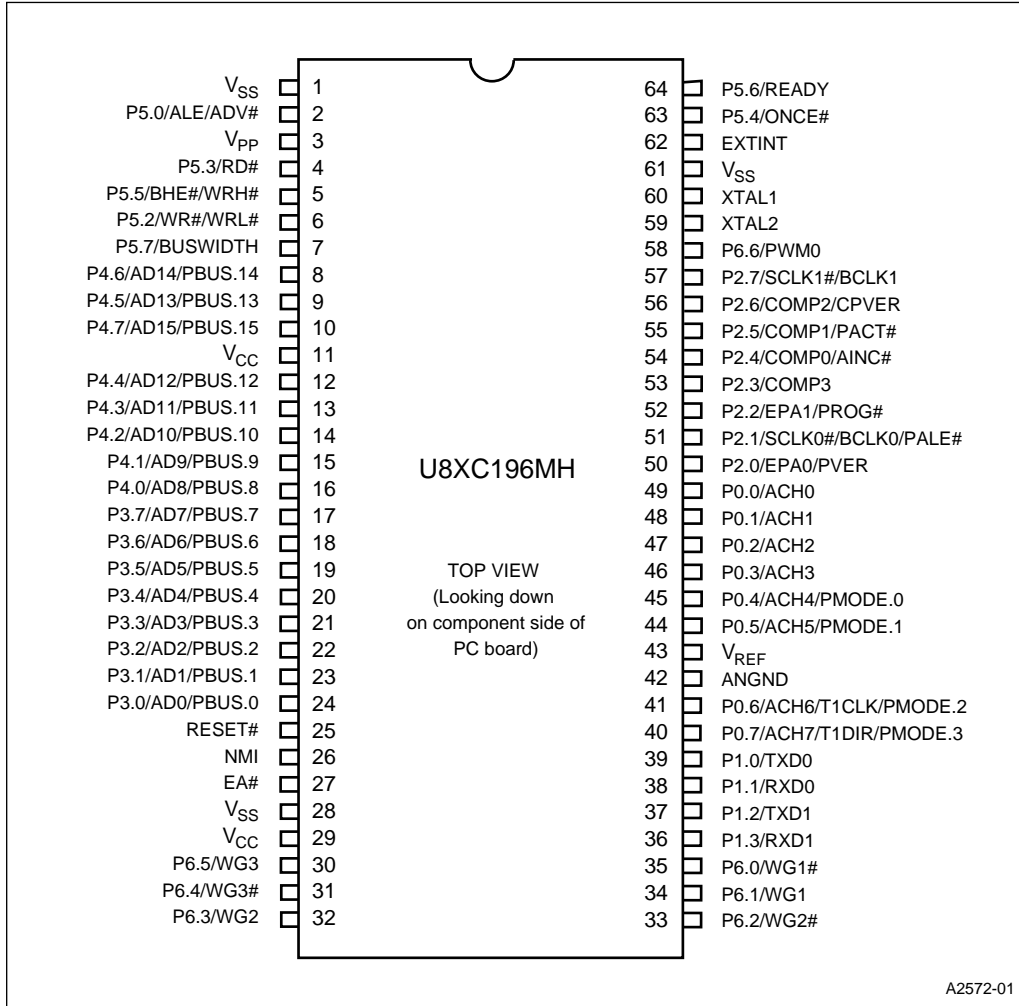 VSS 1
P5.0/ALE/ADV# 2
VPP 3
P5.3/RD# 4
P5.5/BHE#/WRH# 5
P5.2/WR#/WRL# 6
P5.7/BUSWIDTH 7
P4.6/AD14/PBUS.14 8
P4.5/AD13/PBUS.13 9
P4.7/AD15/PBUS.15 10
VCC 11
P4.4/AD12/PBUS.12 12
P4.3/AD11/PBUS.11 13
P4.2/AD10/PBUS.10 14
P4.1/AD9/PBUS.9 15
P4.0/AD8/PBUS.8 16
P3.7/AD7/PBUS.7 17
P3.6/AD6/PBUS.6 18
P3.5/AD5/PBUS.5 19
P3.4/AD4/PBUS.4 20
P3.3/AD3/PBUS.3 21
P3.2/AD2/PBUS.2 22
P3.1/AD1/PBUS.1 23
P3.0/AD0/PBUS.0 24
RESET# 25
NMI 26
EA# 27
VSS 28
VCC 29
P6.5/WG3 30
P6.4/WG3# 31
P6.3/WG2 32
U8XC196MH
TOP VIEW
(Looking down
on component side of
PC board)
64 P5.6/READY
63 P5.4/ONCE#
62 EXTINT
61 VSS
60 XTAL1
59 XTAL2
58 P6.6/PWM0
57 P2.7/SCLK1#/BCLK1
56 P2.6/COMP2/CPVER
55 P2.5/COMP1/PACT#
54 P2.4/COMP0/AINC#
53 P2.3/COMP3
52 P2.2/EPA1/PROG#
51 P2.1/SCLK0#/BCLK0/PALE#
50 P2.0/EPA0/PVER
49 P0.0/ACH0
48 P0.1/ACH1
47 P0.2/ACH2
46 P0.3/ACH3
45 P0.4/ACH4/PMODE.0
44 P0.5/ACH5/PMODE.1
43 VREF
42 ANGND
41 P0.6/ACH6/T1CLK/PMODE.2
40 P0.7/ACH7/T1DIR/PMODE.3
39 P1.0/TXD0
38 P1.1/RXD0
37 P1.2/TXD1
36 P1.3/RXD1
35 P6.0/WG1#
34 P6.1/WG1
33 P6.2/WG2#
A2572-01